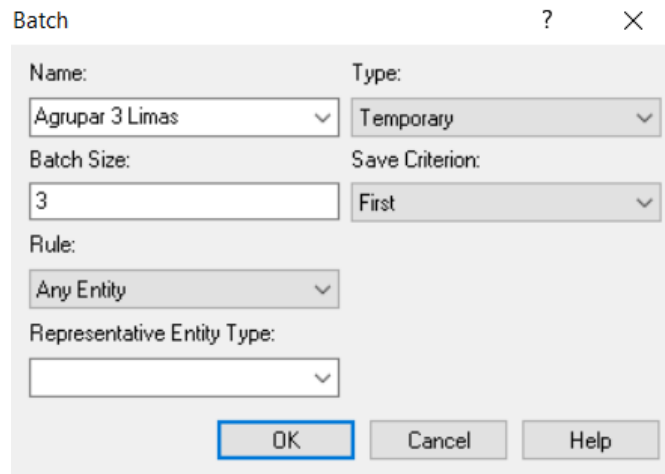 Batch ?
Name: Type:
Agrupar 3 Limas Temporary
Batch Size: Save Criterion:
3 First
Rule:
Any Entity
Representative Entity Type:
OK Cancel Help